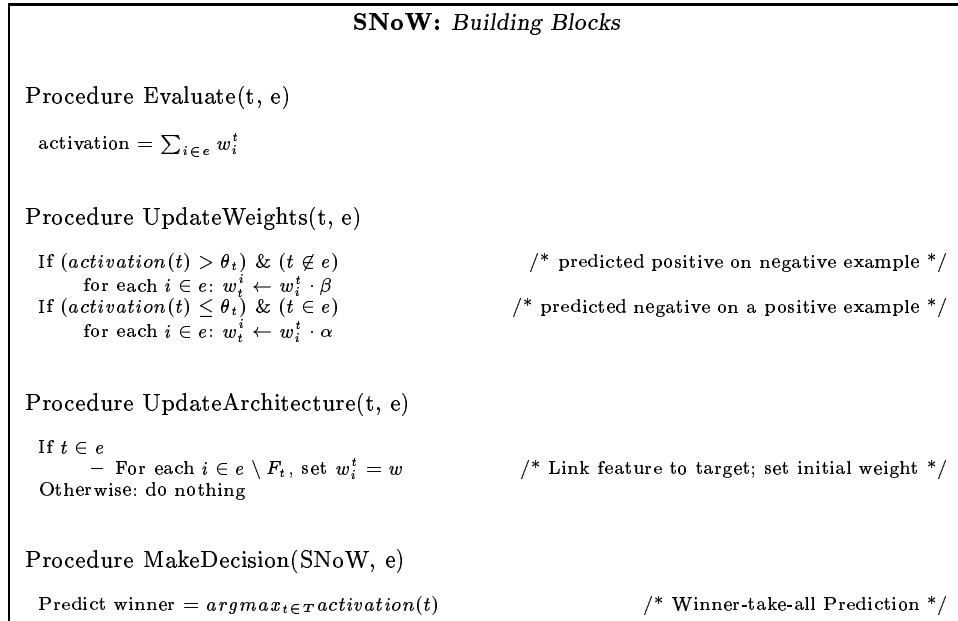 SNoW: Building Blocks
Procedure Evaluate(t, e)
activation = ∑_{i∈e} w_i^t
Procedure UpdateWeights(t, e)
If (activation(t) > θ_t) & (t ∉ e) /* predicted positive on negative example */
for each i ∈ e: w_t^i ← w_i^t · β
If (activation(t) ≤ θ_t) & (t ∈ e) /* predicted negative on a positive example */
for each i ∈ e: w_t^i ← w_i^t · α
Procedure UpdateArchitecture(t, e)
If t ∈ e
– For each i ∈ e \ F_t, set w_i^t = w /* Link feature to target; set initial weight */
Otherwise: do nothing
Procedure MakeDecision(SNoW, e)
Predict winner = argmax_{t∈T} activation(t) /* Winner-take-all Prediction */